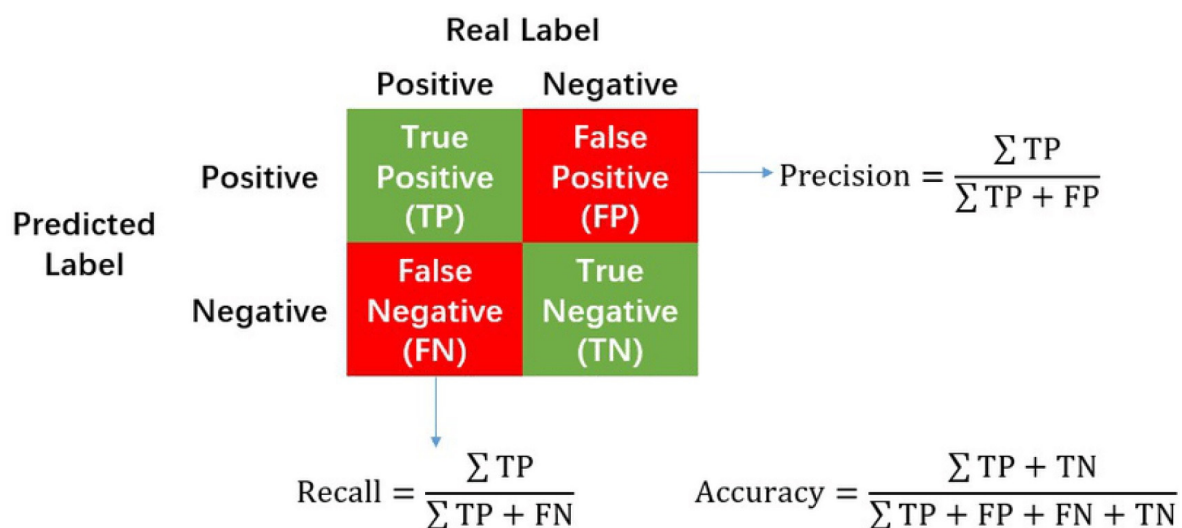 Real Label
Positive Negative
Positive
True
Positive
(TP)
False
Positive
(FP)
Precision = ∑ TP / ∑ TP + FP
Predicted
Label
Negative
False
Negative
(FN)
True
Negative
(TN)
Recall = ∑ TP / ∑ TP + FN
Accuracy = ∑ TP + TN / ∑ TP + FP + FN + TN